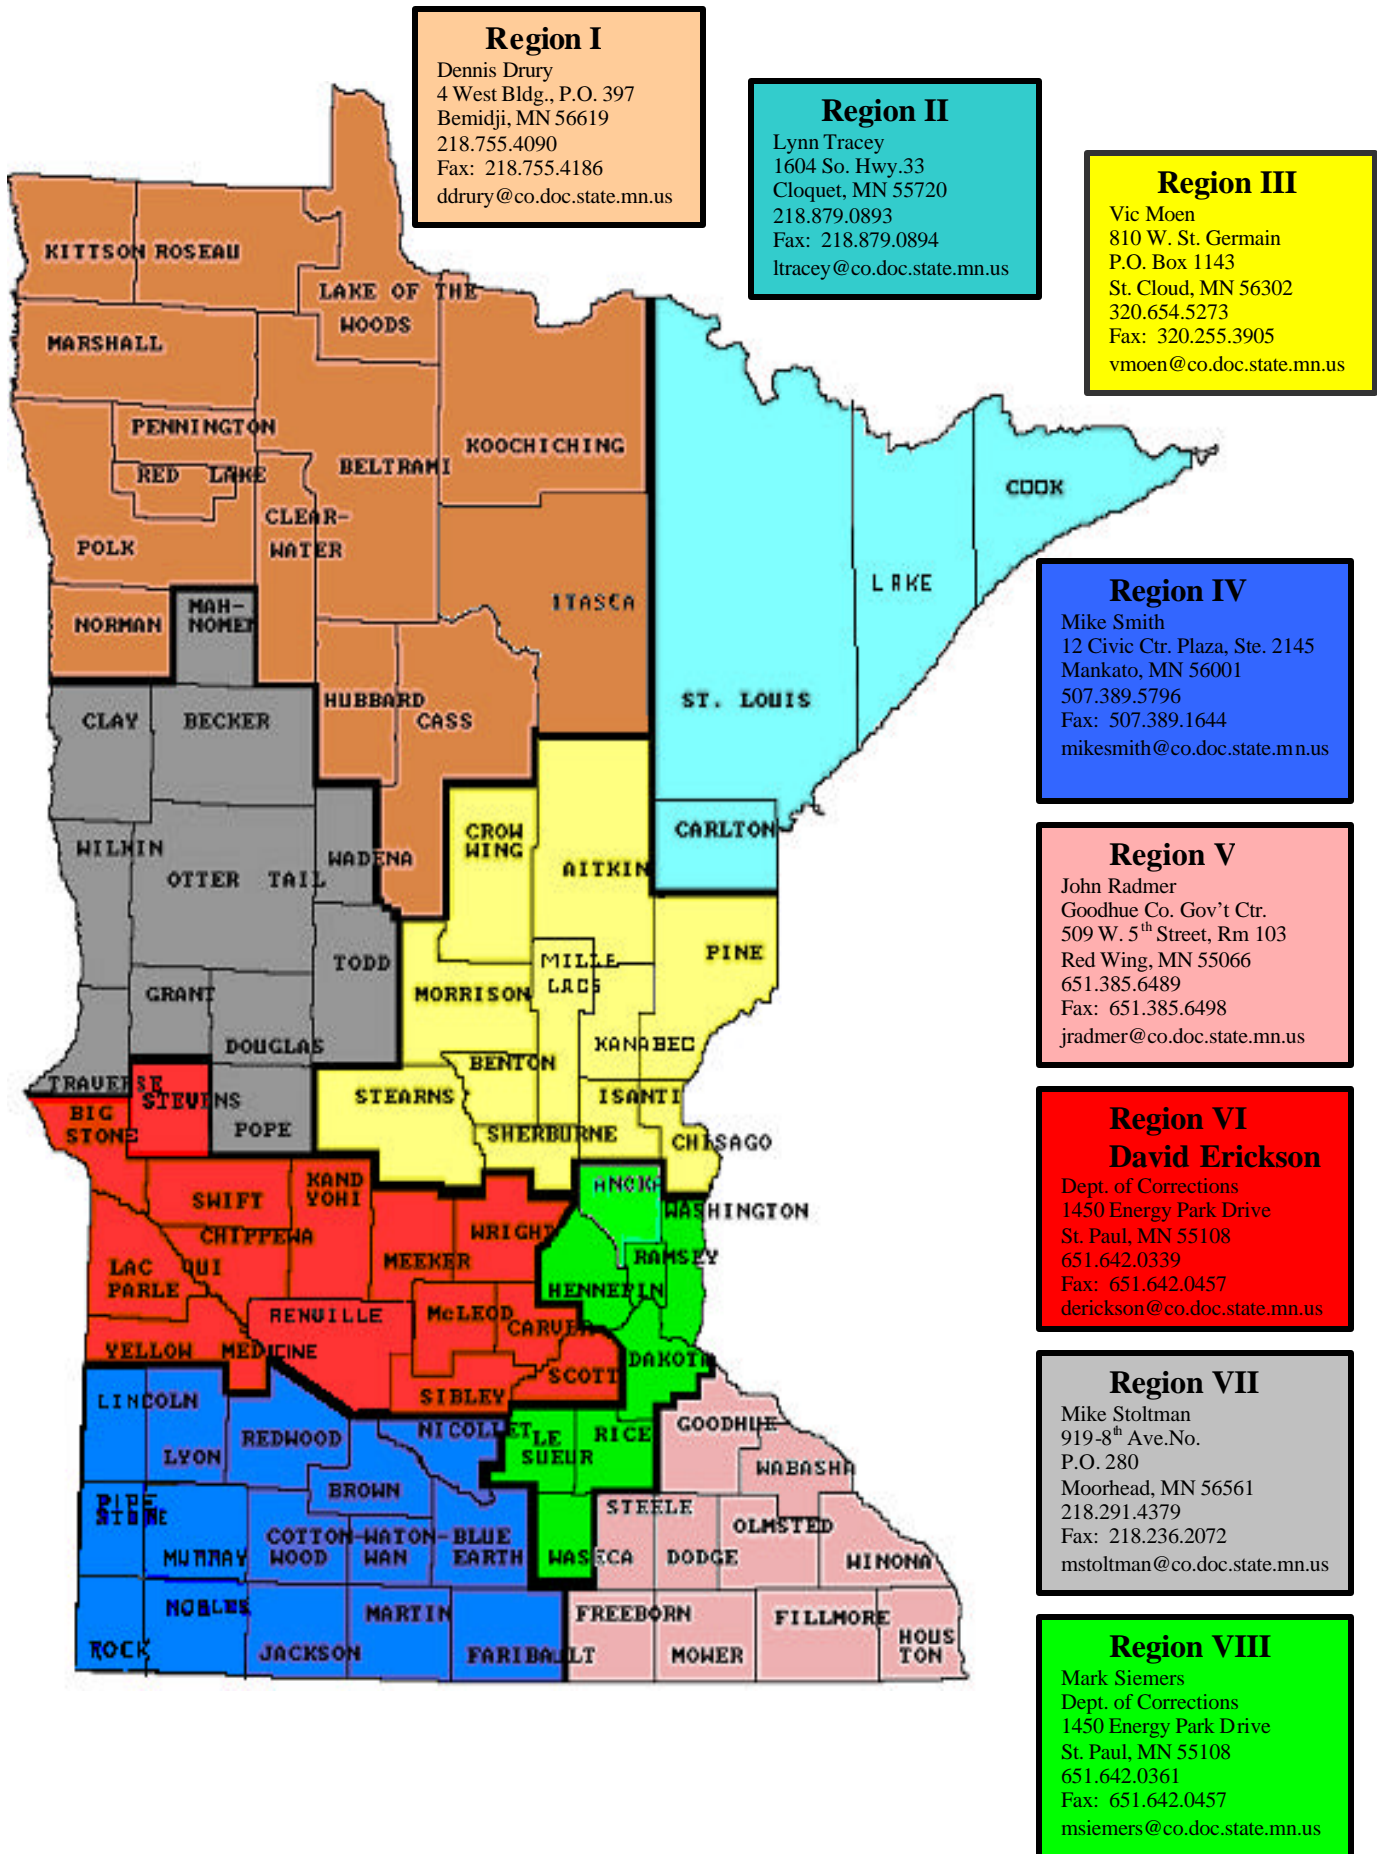 Region I
Dennis Drury
4 West Bldg., P.O. 397
Bemidji, MN 56619
218.755.4090
Fax: 218.755.4186
ddrury@co.doc.state.mn.us
Region II
Lynn Tracey
1604 So. Hwy.33
Cloquet, MN 55720
218.879.0893
Fax: 218.879.0894
ltracey@co.doc.state.mn.us
Region III
Vic Moen
810 W. St. Germain
P.O. Box 1143
St. Cloud, MN 56302
320.654.5273
Fax: 320.255.3905
vmoen@co.doc.state.mn.us
Region IV
Mike Smith
12 Civic Ctr. Plaza, Ste. 2145
Mankato, MN 56001
507.389.5796
Fax: 507.389.1644
mikesmith@co.doc.state.mn.us
Region V
John Radmer
Goodhue Co. Gov't Ctr.
509 W. 5th Street, Rm 103
Red Wing, MN 55066
651.385.6489
Fax: 651.385.6498
jradmer@co.doc.state.mn.us
Region VI
David Erickson
Dept. of Corrections
1450 Energy Park Drive
St. Paul, MN 55108
651.642.0339
Fax: 651.642.0457
derickson@co.doc.state.mn.us
Region VII
Mike Stoltman
919-8th Ave.No.
P.O. 280
Moorhead, MN 56561
218.291.4379
Fax: 218.236.2072
mstoltman@co.doc.state.mn.us
Region VIII
Mark Siemers
Dept. of Corrections
1450 Energy Park Drive
St. Paul, MN 55108
651.642.0361
Fax: 651.642.0457
msiemers@co.doc.state.mn.us
KITTSON
ROSEAU
LAKE OF THE
WOODS
MARSHALL
PENNINGTON
RED LAKE
BELTRAMI
KOOCHICHING
CLEAR-
WATER
POLK
NORMAN
MAH-
NOMEN
ITASCA
COOK
LAKE
ST. LOUIS
HUBBARD
CASS
CLAY
BECKER
WILKIN
OTTER TAIL
WADENA
CROW
WING
AITKIN
CARLTON
TODD
GRANT
DOUGLAS
MORRISON
MILLE
LACS
PINE
KANABEC
BENTON
TRAVERSE
STEVENS
POPE
STEARNS
ISANTI
SHERBURNE
CHISAGO
BIG
STONE
SWIFT
KAND
YOHI
ANOKA
WASHINGTON
CHIPPEWA
MEEKER
WRIGHT
RAMSEY
LAC QUI
PARLE
HENNEPIN
RENVILLE
McLEOD
CARVER
YELLOW MEDICINE
SCOTT
DAKOTA
SIBLEY
LINCOLN
LYON
REDWOOD
NICOLLET
LE
SUEUR
RICE
GOODHUE
WABASHA
BROWN
PIPE
STONE
MURRAY
COTTON-
WOOD
WATON-
WAN
BLUE
EARTH
WASECA
STEELE
DODGE
OLMSTED
WINONA
ROCK
NOBLES
JACKSON
MARTIN
FARIBAULT
FREEBORN
MOWER
FILLMORE
HOUS
TON